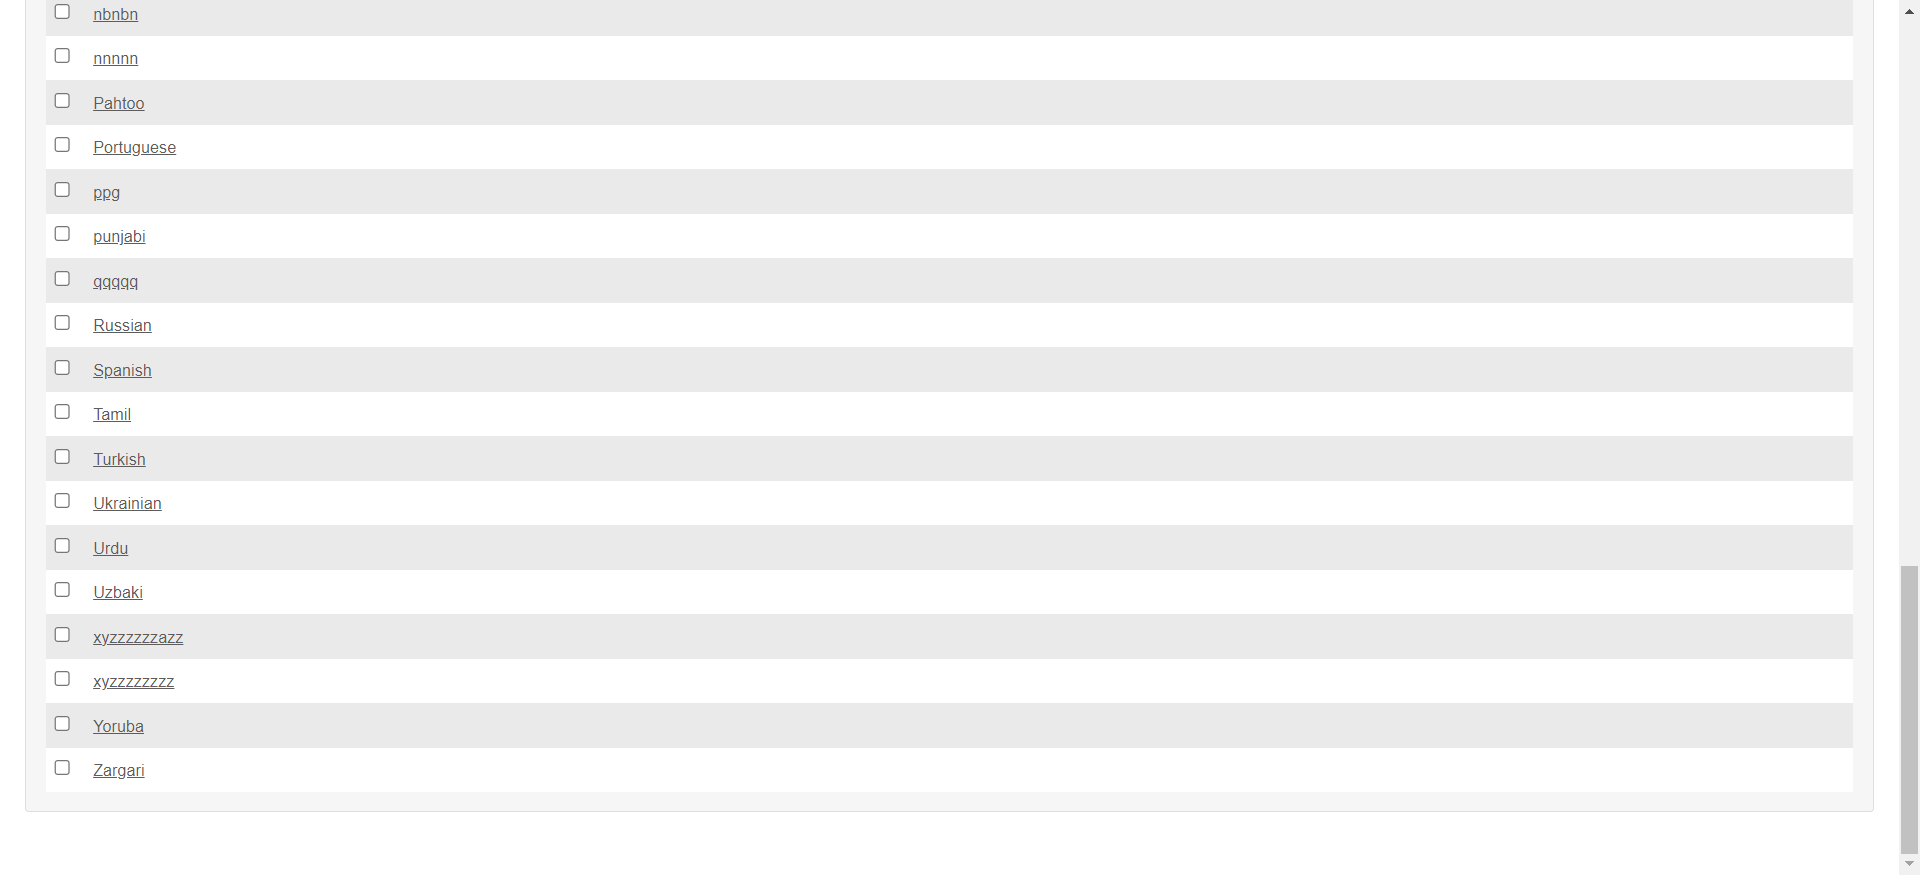 nbnbn
nnnnn
Pahtoo
Portuguese
ppg
punjabi
qqqqq
Russian
Spanish
Tamil
Turkish
Ukrainian
Urdu
Uzbaki
xyzzzzzzazz
xyzzzzzzzz
Yoruba
Zargari